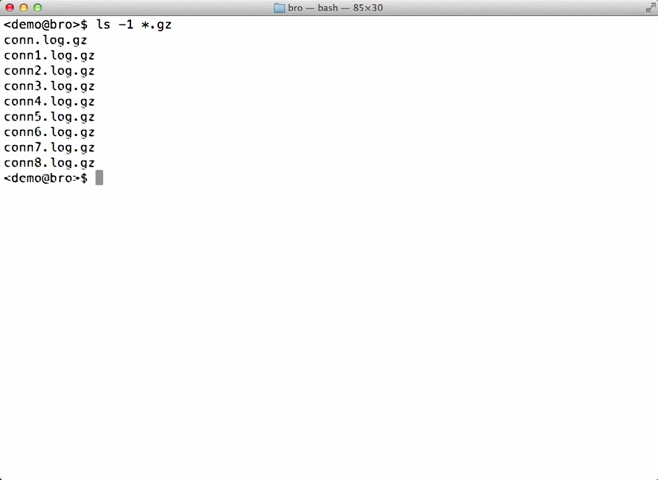 bro — bash — 85×30
<demo@bro>$ ls -1 *.gz
conn.log.gz
conn1.log.gz
conn2.log.gz
conn3.log.gz
conn4.log.gz
conn5.log.gz
conn6.log.gz
conn7.log.gz
conn8.log.gz
<demo@bro>$